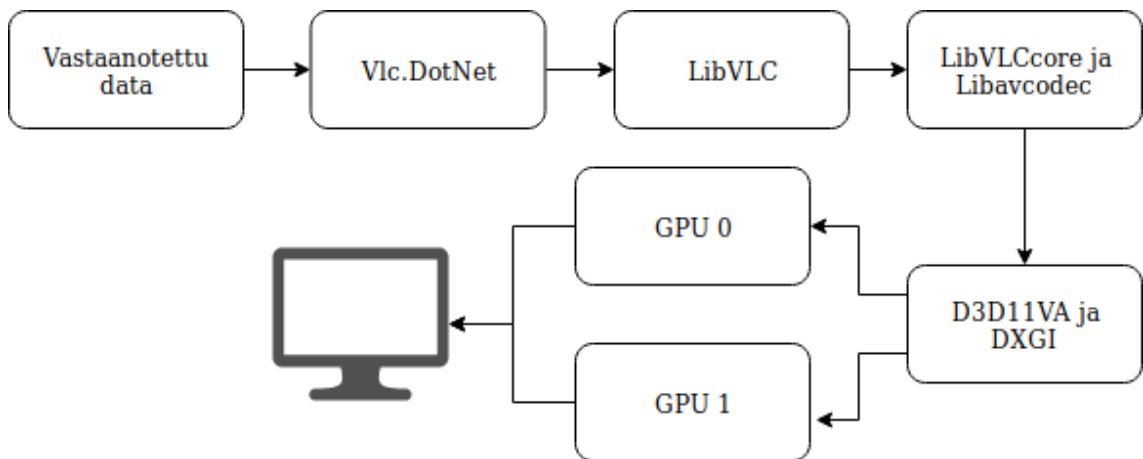 Vastaanotettu
data
Vlc.DotNet
LibVLC
LibVLCcore ja
Libavcodec
GPU 0
D3D11VA ja
DXGI
GPU 1